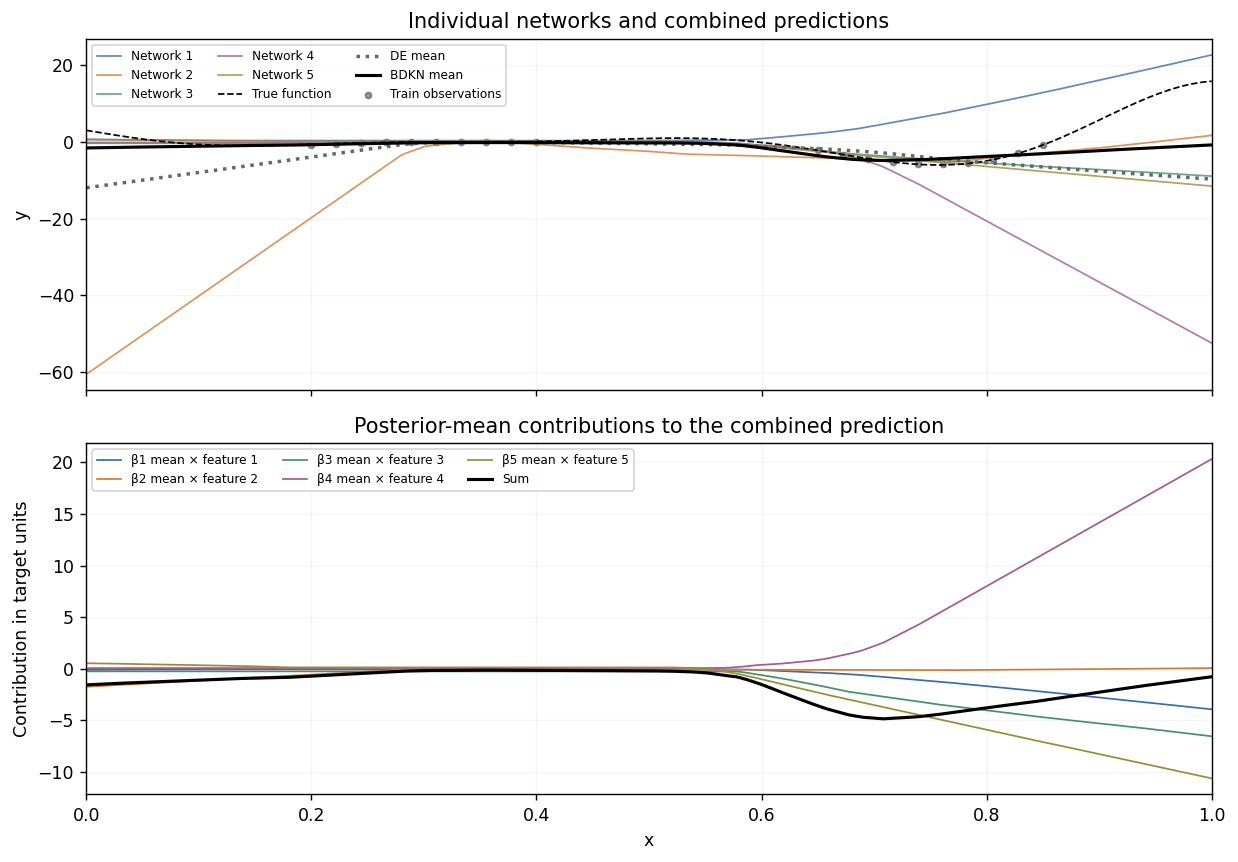 Individual networks and combined predictions
Network 1 Network 4 DE mean
Network 2 Network 5 BDKN mean
Network 3 True function Train observations
20
0
−20
−40
−60
y
Posterior-mean contributions to the combined prediction
β1 mean × feature 1 β3 mean × feature 3 β5 mean × feature 5
β2 mean × feature 2 β4 mean × feature 4 Sum
20
15
10
5
0
−5
−10
Contribution in target units
0.0 0.2 0.4 0.6 0.8 1.0
x